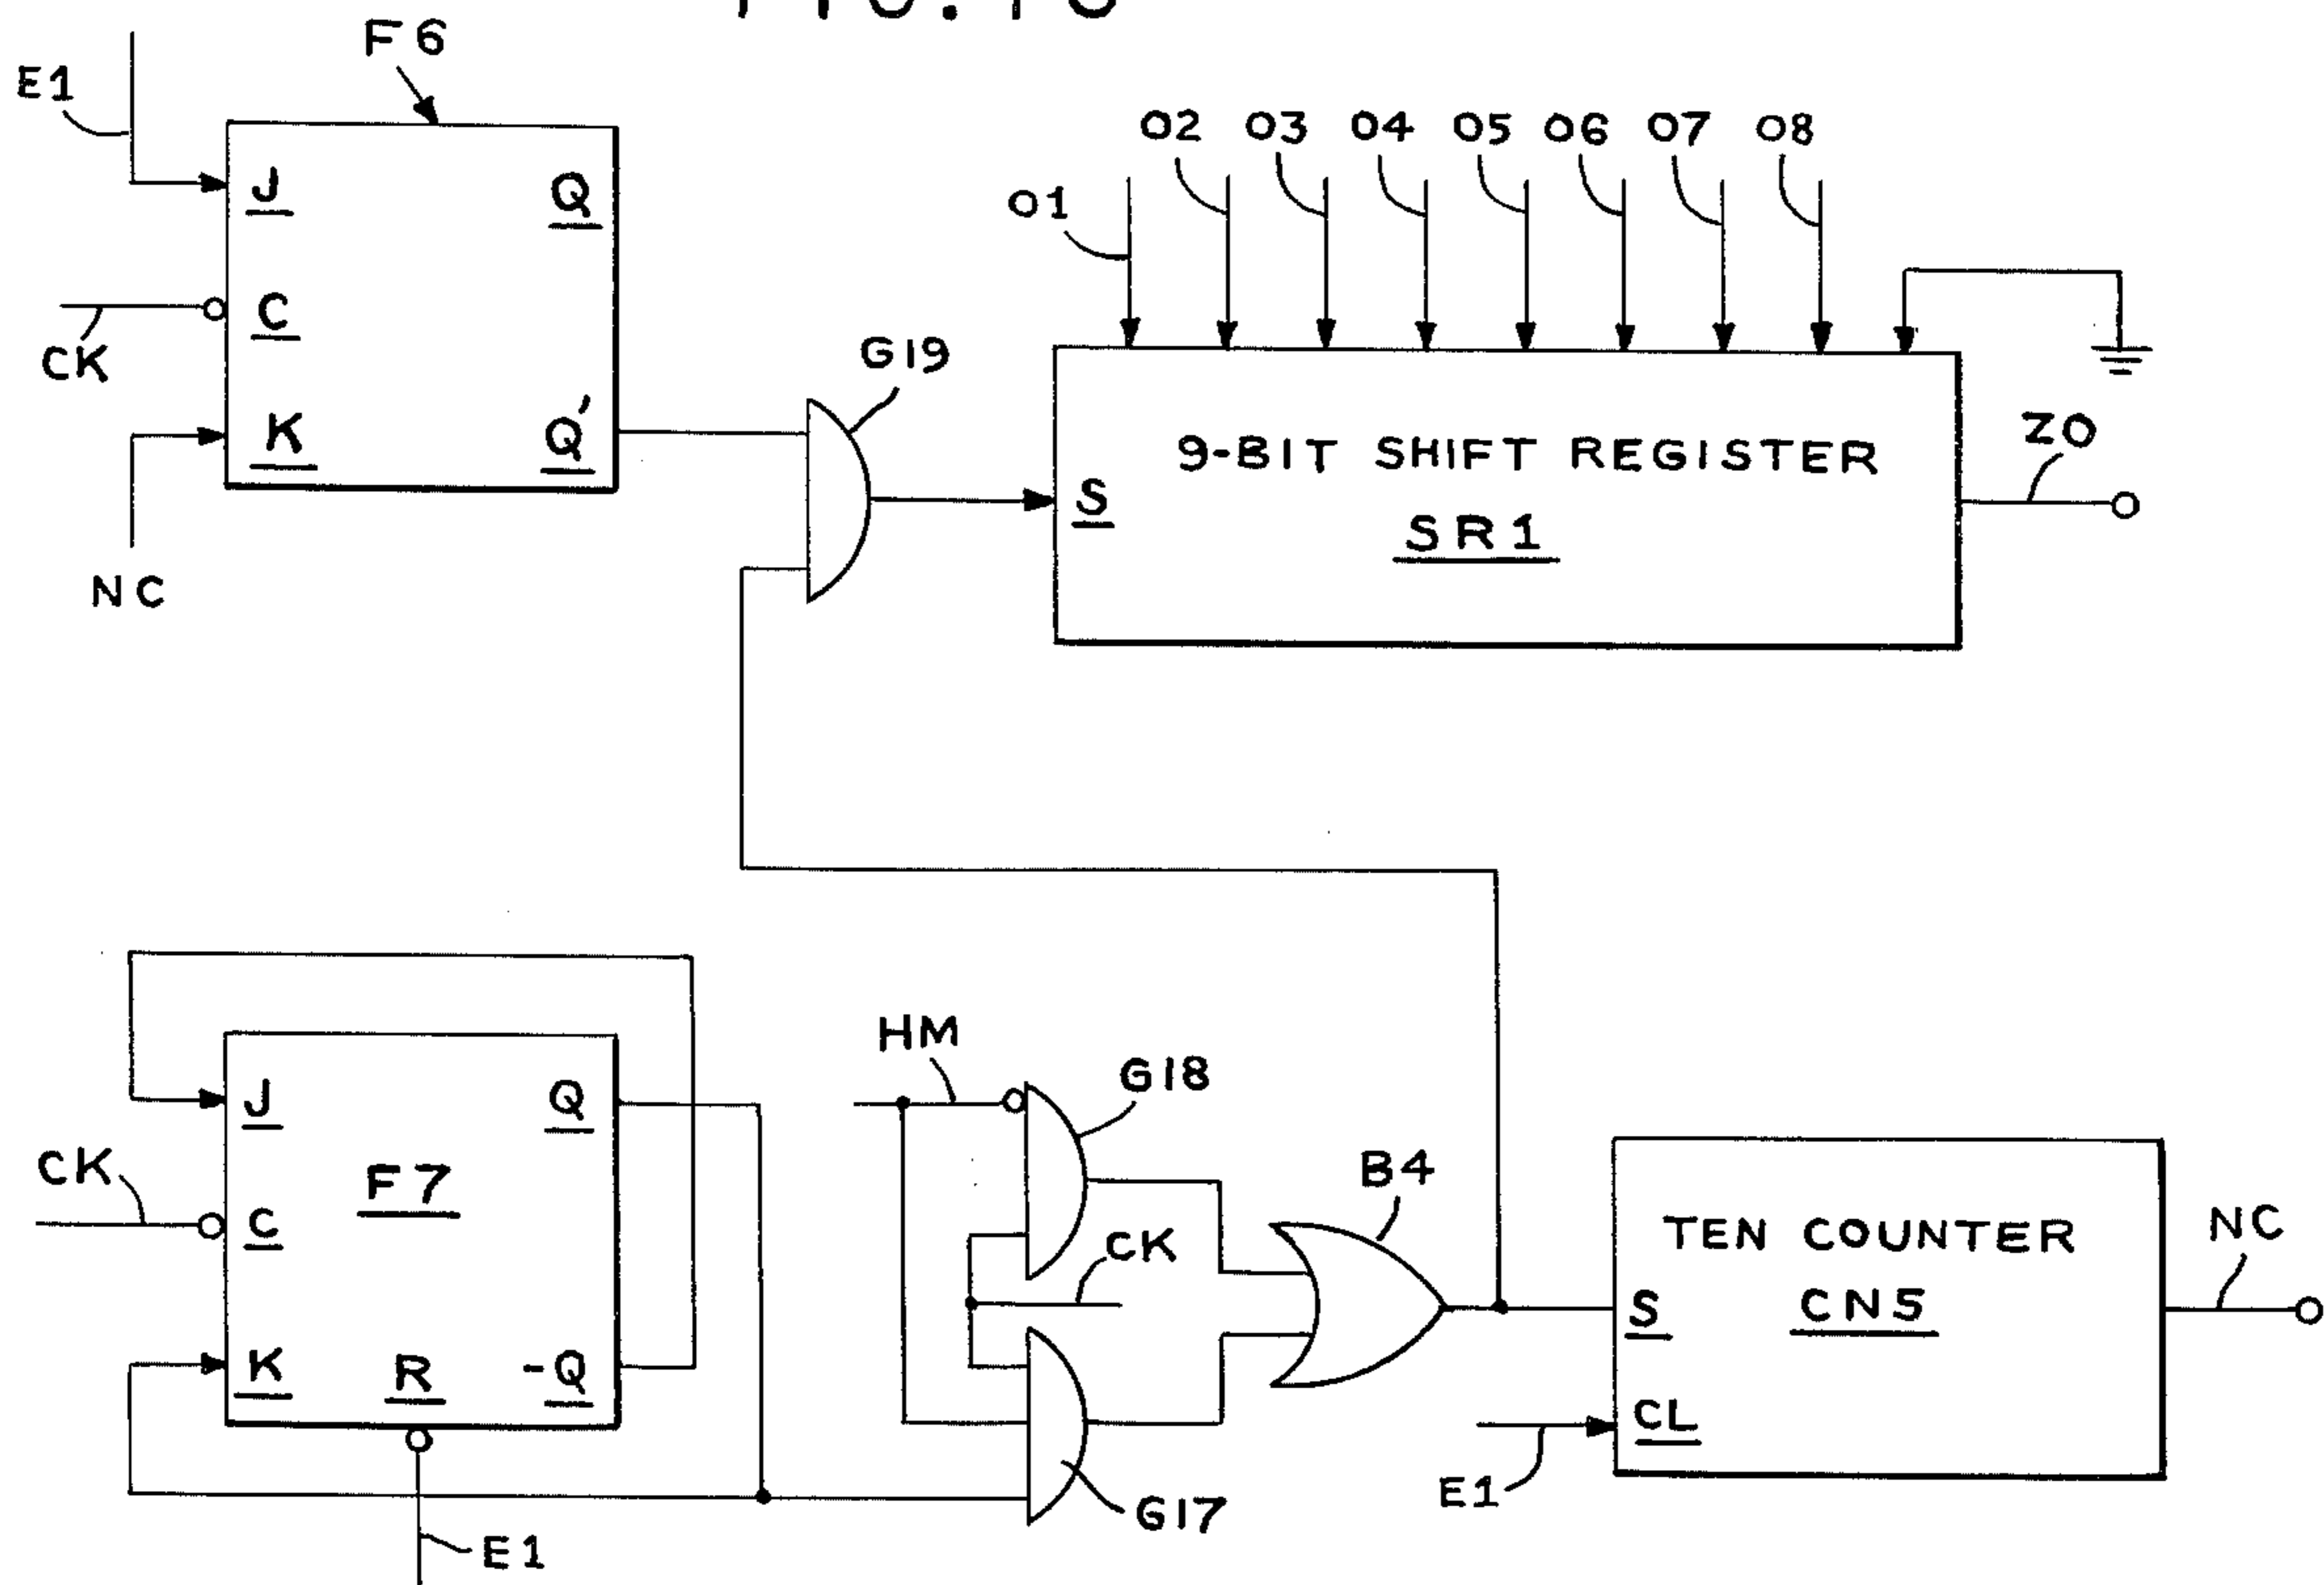 F6
E1
J
Q
C
CK
K
Q'
NC
G19
O1
O2
O3
O4
O5
O6
O7
O8
9-BIT SHIFT REGISTER
S
SR1
ZO
J
Q
CK
C
F7
K
R
-Q
E1
HM
G18
CK
G17
B4
TEN COUNTER
S
CN5
CL
E1
NC